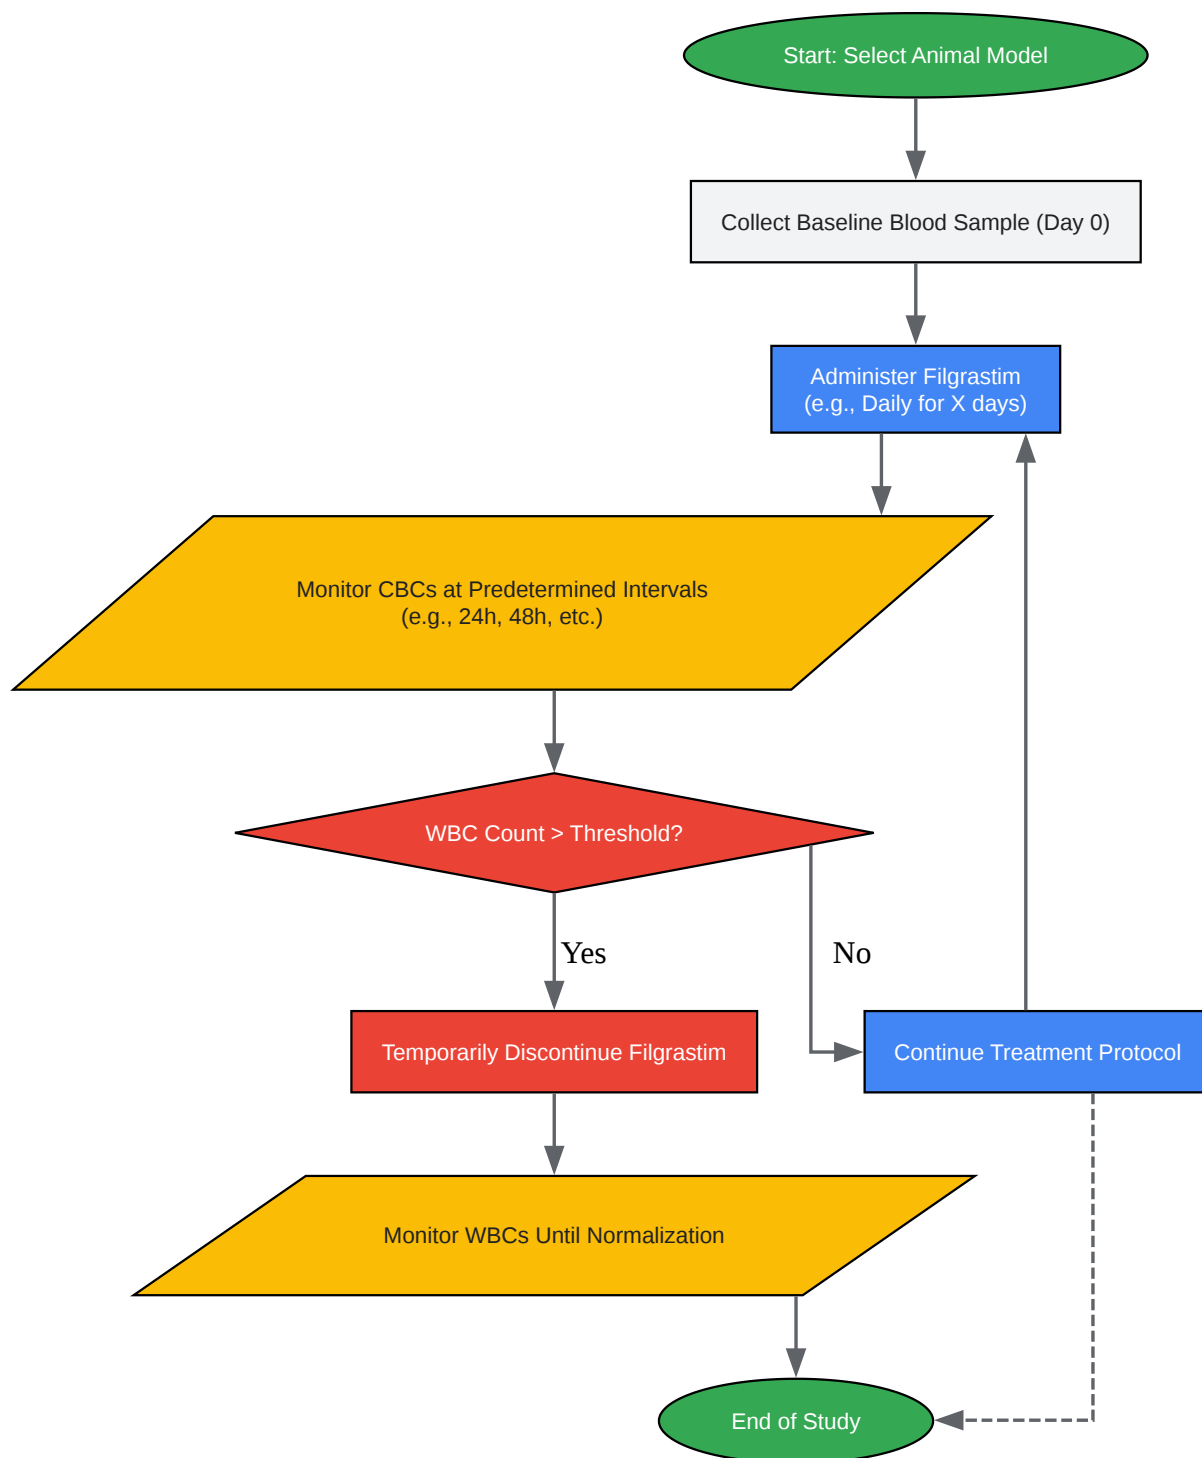 Start: Select Animal Model
Collect Baseline Blood Sample (Day 0)
Administer Filgrastim
(e.g., Daily for X days)
Monitor CBCs at Predetermined Intervals
(e.g., 24h, 48h, etc.)
WBC Count > Threshold?
Yes
No
Temporarily Discontinue Filgrastim
Continue Treatment Protocol
Monitor WBCs Until Normalization
End of Study